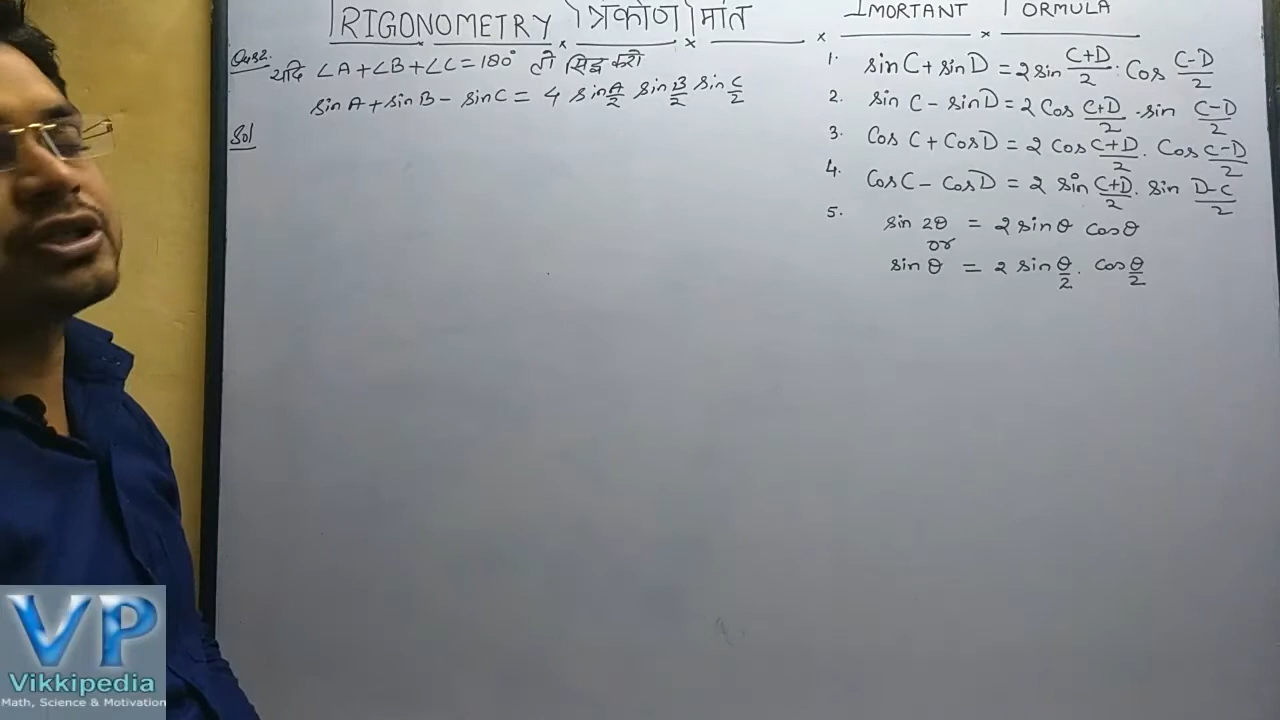 TRIGONOMETRY त्रिकोणमिति
Ques2. यदि ∠A+∠B+∠C=180° तो सिद्ध करो
sinA+sinB-sinC = 4 sin A/2 sin B/2 sin C/2
Sol
IMORTANT FORMULA
1. sinC+sinD = 2sin (C+D)/2 · Cos (C-D)/2
2. sin C - sinD = 2 Cos (C+D)/2 · sin (C-D)/2
3. Cos C + CosD = 2 Cos (C+D)/2 · Cos (C-D)/2
4. CosC - CosD = 2 sin (C+D)/2 · sin (D-C)/2
5. sin 2θ = 2 sinθ cosθ
or
sin θ = 2 sin θ/2 · cos θ/2
VP
Vikkipedia
Math, Science & Motivation